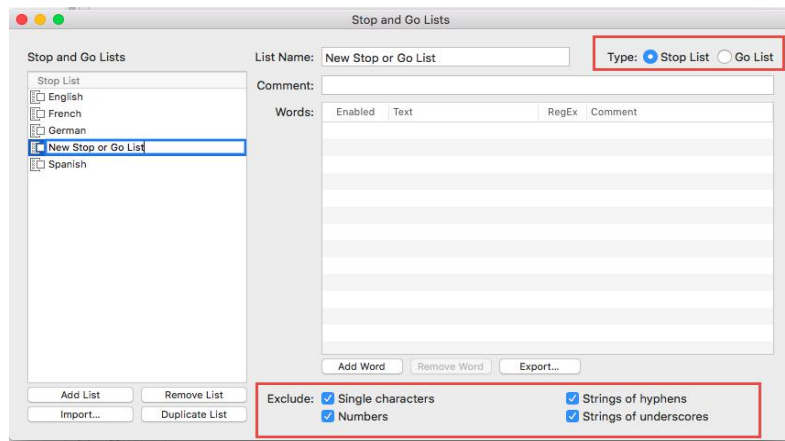 Stop and Go Lists
Stop and Go Lists
List Name: New Stop or Go List
Type: Stop List Go List
Stop List
English
French
German
New Stop or Go List
Spanish
Comment:
Words: Enabled Text RegEx Comment
Add Word Remove Word Export...
Add List Remove List
Import... Duplicate List
Exclude: Single characters Strings of hyphens
Numbers Strings of underscores